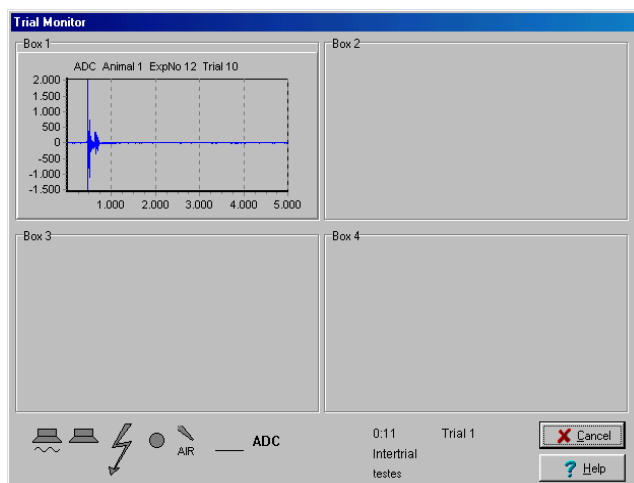 Trial Monitor
Box 1
Box 2
ADC Animal 1 ExpNo 12 Trial 10
2.000
1.500
1.000
500
0
-500
-1.000
-1.500
1.000 2.000 3.000 4.000 5.000
Box 3
Box 4
AIR
ADC
0:11 Trial 1
Intertrial
testes
Cancel
? Help